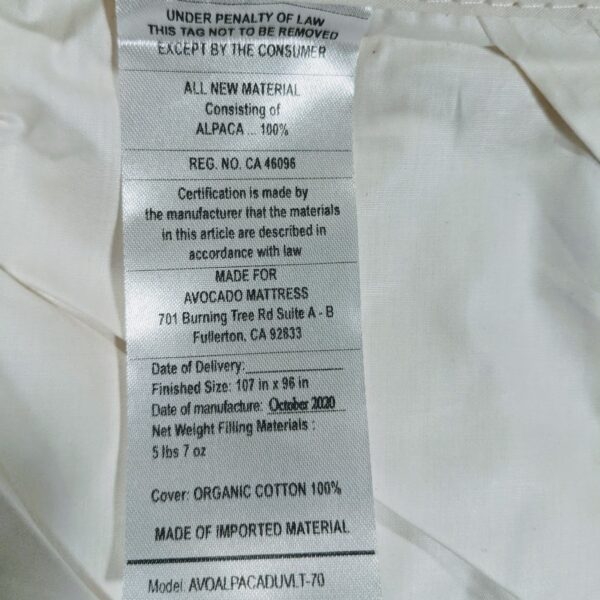 UNDER PENALTY OF LAW
THIS TAG NOT TO BE REMOVED
EXCEPT BY THE CONSUMER
ALL NEW MATERIAL
Consisting of
ALPACA ... 100%
REG. NO. CA 46096
Certification is made by
the manufacturer that the materials
in this article are described in
accordance with law
MADE FOR
AVOCADO MATTRESS
701 Burning Tree Rd Suite A - B
Fullerton, CA 92833
Date of Delivery:
Finished Size: 107 in x 96 in
Date of manufacture: October 2020
Net Weight Filling Materials :
5 lbs 7 oz
Cover: ORGANIC COTTON 100%
MADE OF IMPORTED MATERIAL
Model: AVOALPACADUVLT-70